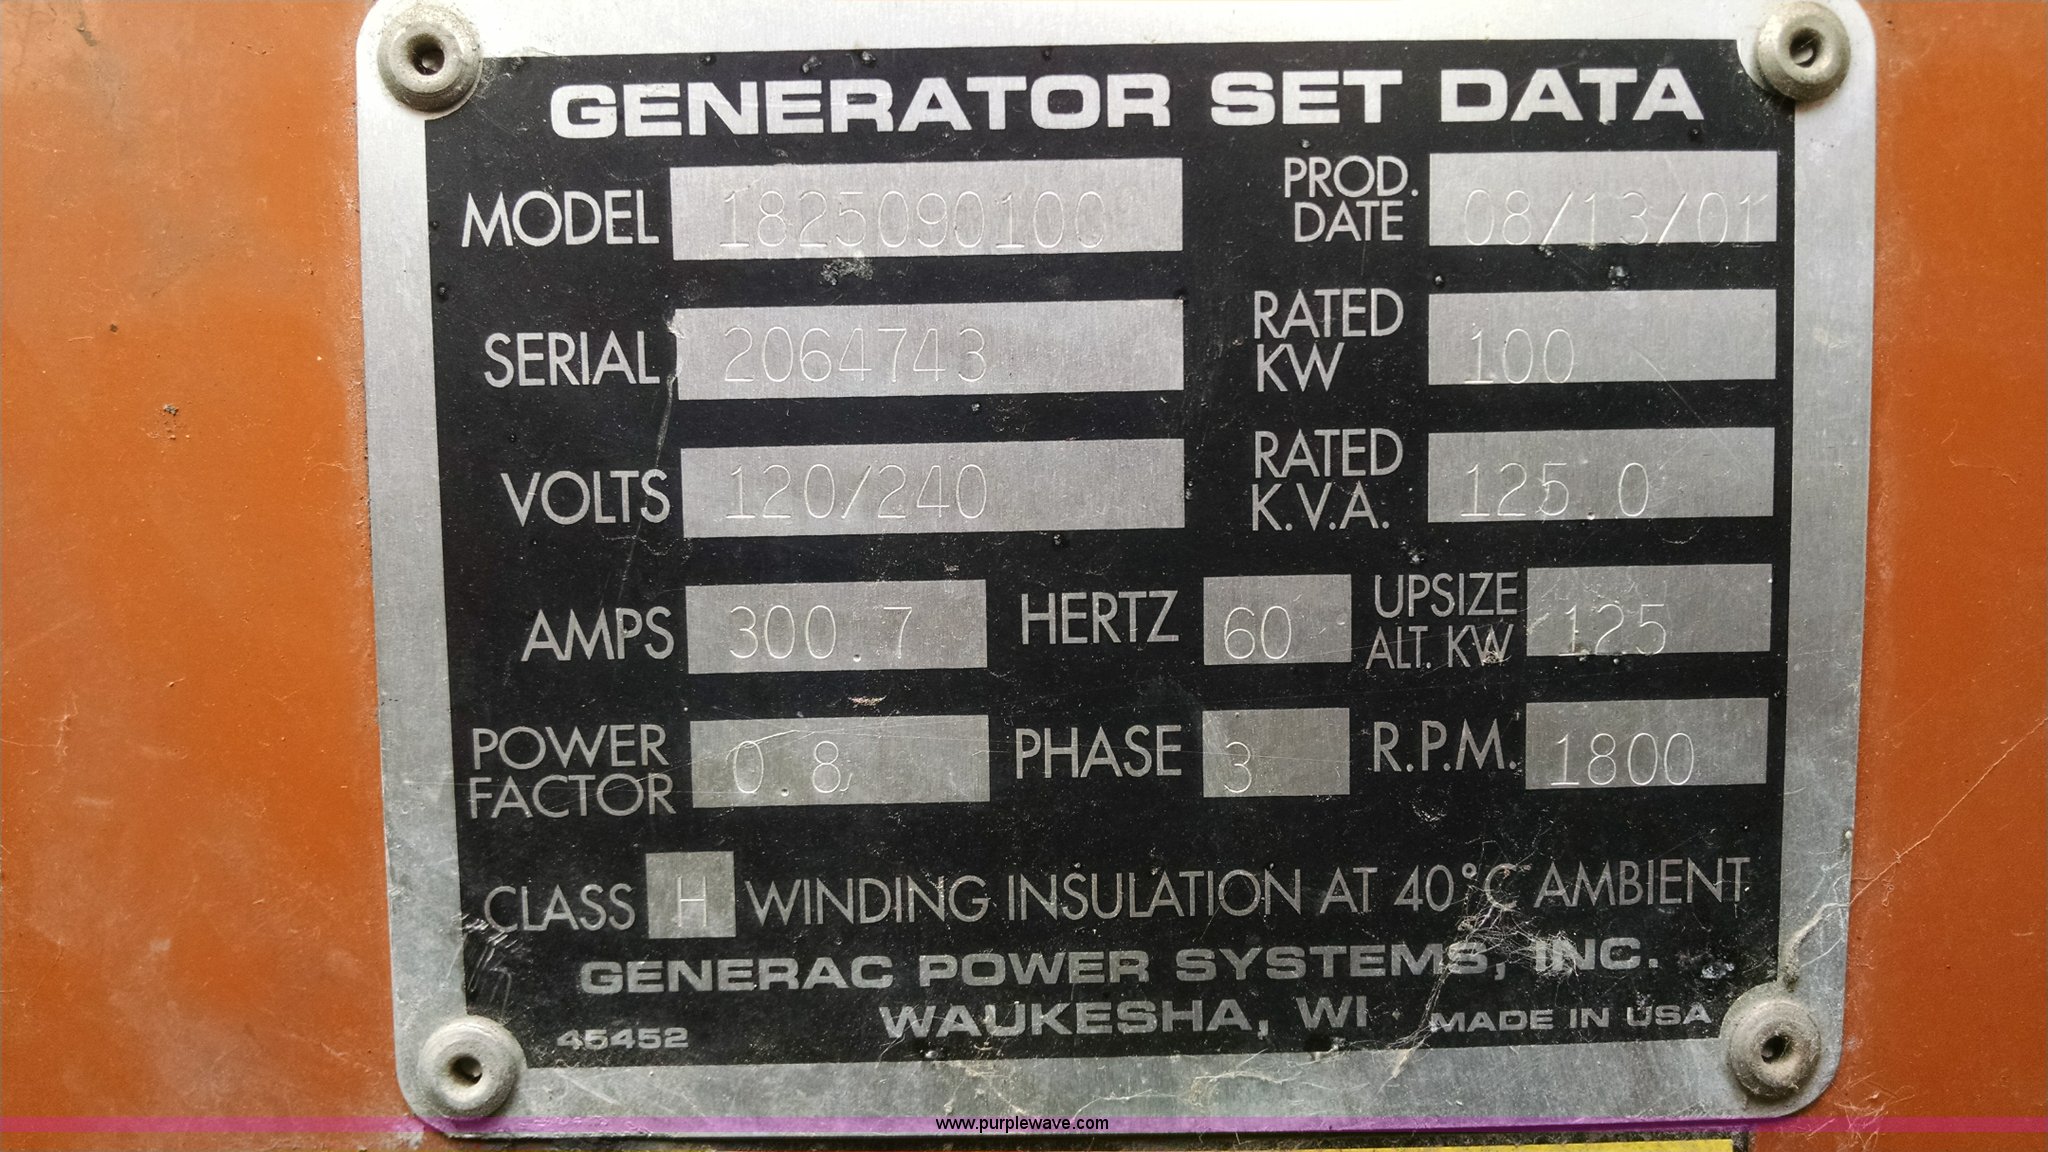 GENERATOR SET DATA
MODEL 1825090100 PROD. DATE 08/13/01
SERIAL 2064743 RATED KW 100
VOLTS 120/240 RATED K.V.A. 125.0
AMPS 300.7 HERTZ 60 UPSIZE ALT. KW 125
POWER FACTOR 0.8 PHASE 3 R.P.M. 1800
CLASS H WINDING INSULATION AT 40°C AMBIENT
GENERAC POWER SYSTEMS, INC.
WAUKESHA, WI MADE IN USA
45452
www.purplewave.com